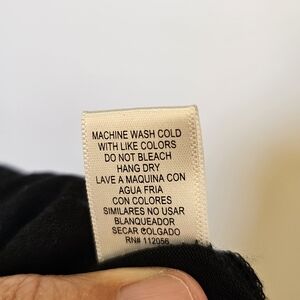 MACHINE WASH COLD
WITH LIKE COLORS
DO NOT BLEACH
HANG DRY
LAVE A MAQUINA CON
AGUA FRIA
CON COLORES
SIMILARES NO USAR
BLANQUEADOR
SECAR COLGADO
RN# 112056